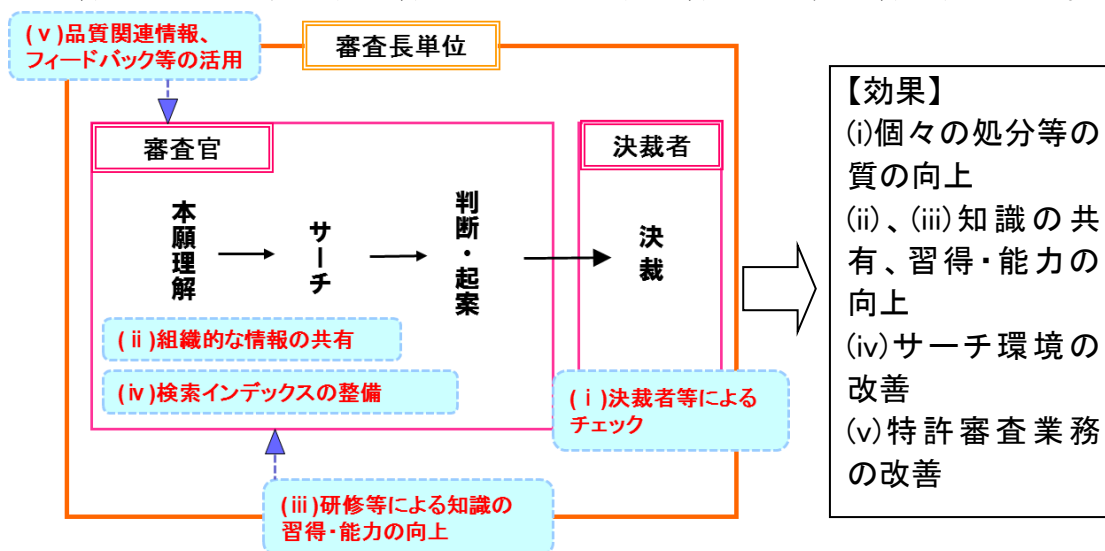 (ⅴ)品質関連情報、
フィードバック等の活用
審査長単位
審査官
決裁者
本願理解
サーチ
判断・起案
決裁
(ⅱ)組織的な情報の共有
(ⅳ)検索インデックスの整備
(ⅰ)決裁者等による
チェック
(ⅲ)研修等による知識の
習得・能力の向上
【効果】
(ⅰ)個々の処分等の
質の向上
(ⅱ)、(ⅲ)知識の共
有、習得・能力の
向上
(ⅳ)サーチ環境の
改善
(ⅴ)特許審査業務
の改善